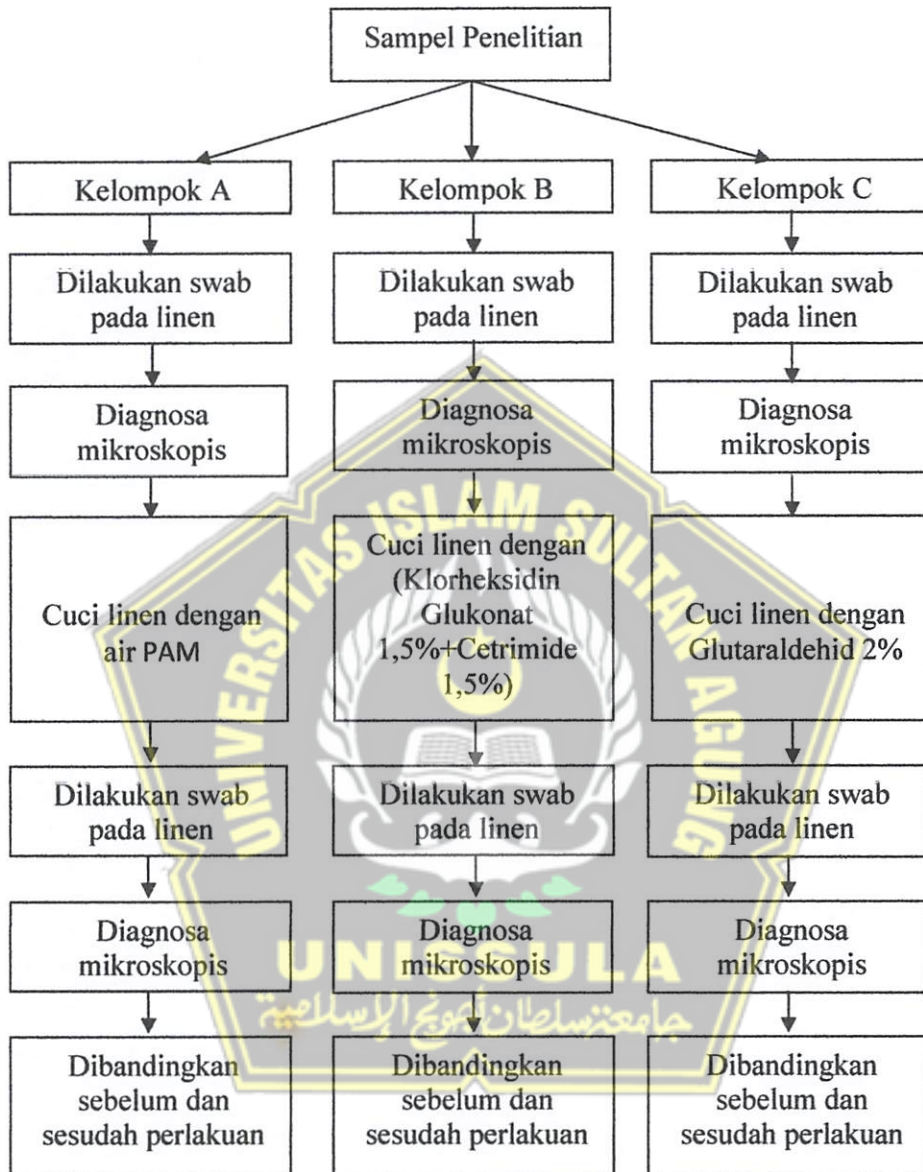 Sampel Penelitian
Kelompok A
Kelompok B
Kelompok C
Dilakukan swab
pada linen
Dilakukan swab
pada linen
Dilakukan swab
pada linen
Diagnosa
mikroskopis
Diagnosa
mikroskopis
Diagnosa
mikroskopis
Cuci linen dengan
air PAM
Cuci linen dengan
(Klorheksidin
Glukonat
1,5%+Cetrimide
1,5%)
Cuci linen dengan
Glutaraldehid 2%
Dilakukan swab
pada linen
Dilakukan swab
pada linen
Dilakukan swab
pada linen
Diagnosa
mikroskopis
Diagnosa
mikroskopis
Diagnosa
mikroskopis
Dibandingkan
sebelum dan
sesudah perlakuan
Dibandingkan
sebelum dan
sesudah perlakuan
Dibandingkan
sebelum dan
sesudah perlakuan
UNIVERSITAS ISLAM SULTAN AGUNG
UNISSULA
جامعتسلطان أجونج الإسلامية